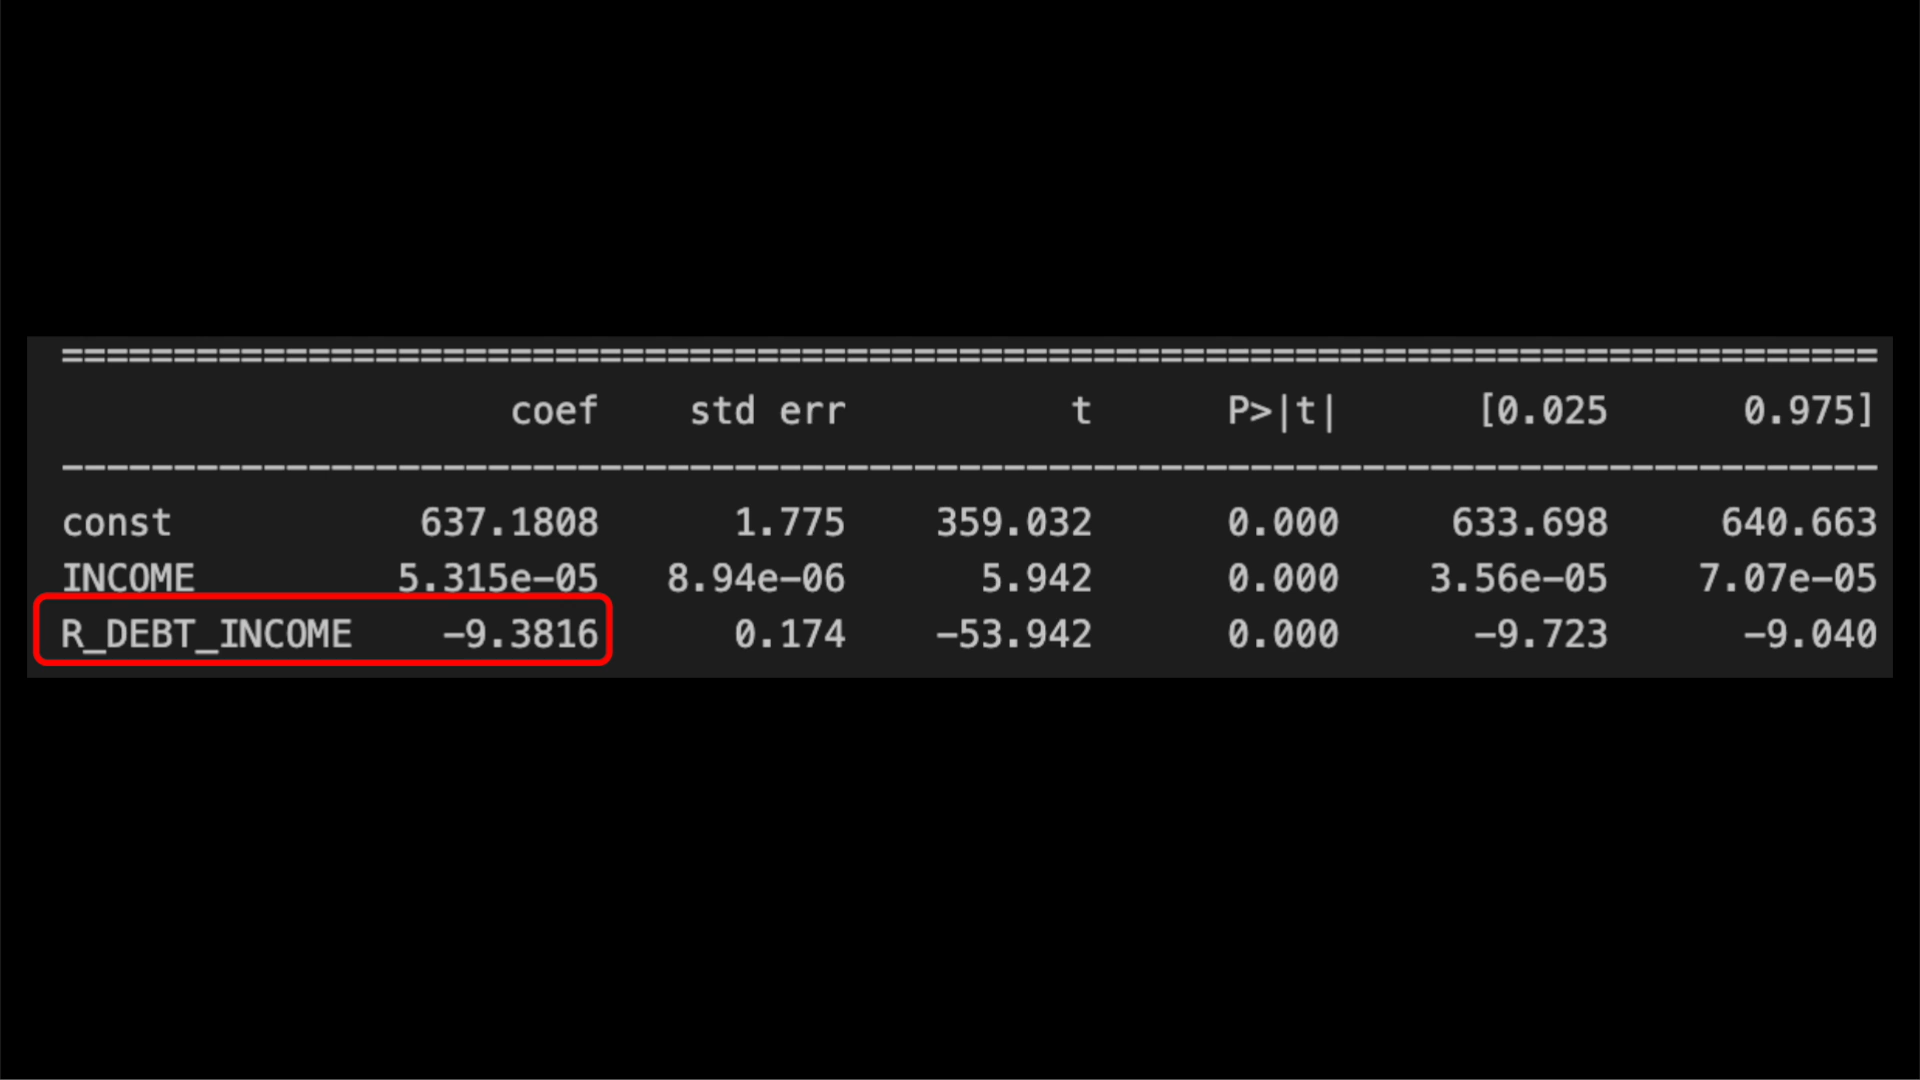 ==================================================================================
coef std err t P>|t| [0.025 0.975]
----------------------------------------------------------------------------------
const 637.1808 1.775 359.032 0.000 633.698 640.663
INCOME 5.315e-05 8.94e-06 5.942 0.000 3.56e-05 7.07e-05
R_DEBT_INCOME -9.3816 0.174 -53.942 0.000 -9.723 -9.040